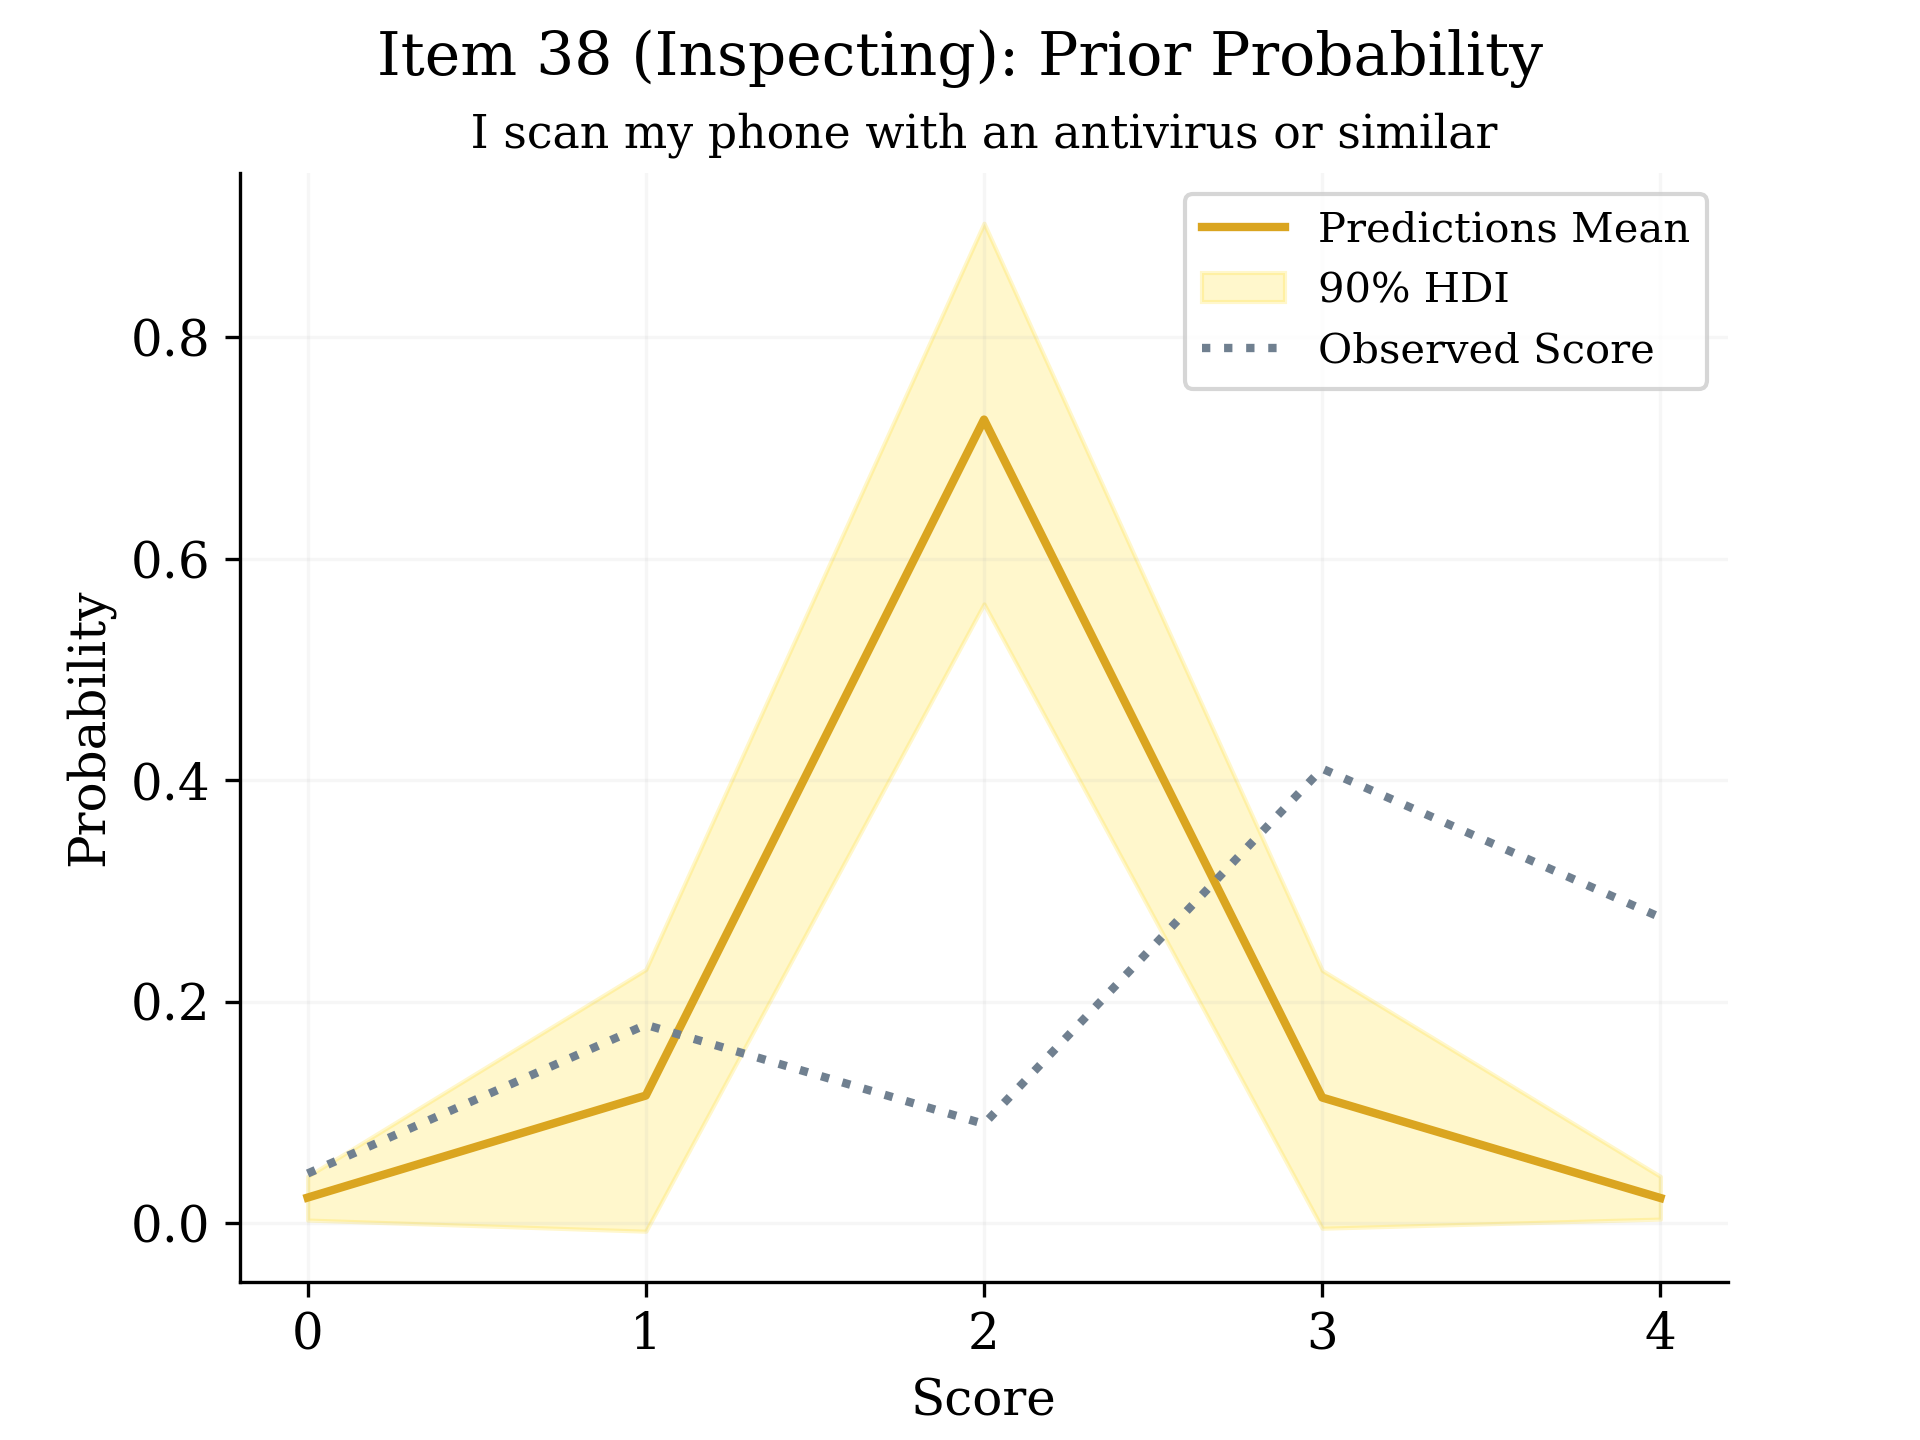 Item 38 (Inspecting): Prior Probability
I scan my phone with an antivirus or similar
Predictions Mean
90% HDI
Observed Score
0.8
0.6
0.4
0.2
0.0
Probability
0 1 2 3 4
Score